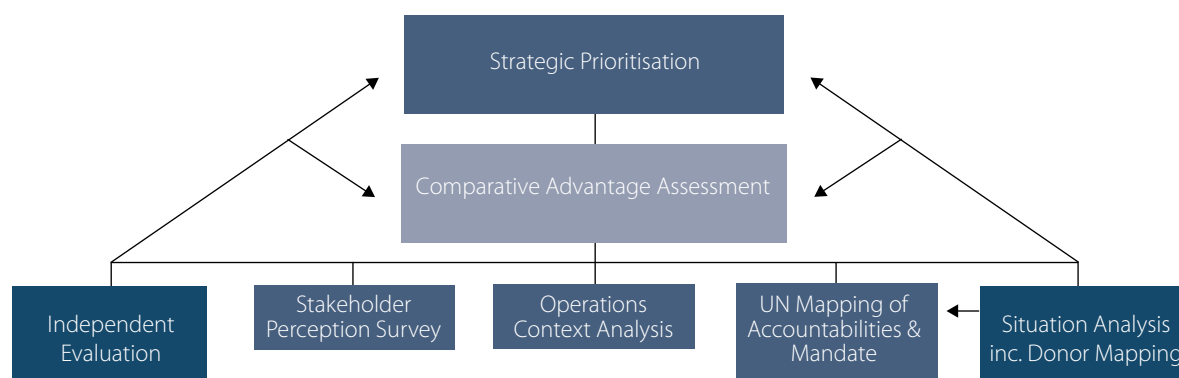 Strategic Prioritisation
Comparative Advantage Assessment
Independent
Evaluation
Stakeholder
Perception Survey
Operations
Context Analysis
UN Mapping of
Accountabilities &
Mandate
Situation Analysis
inc. Donor Mapping